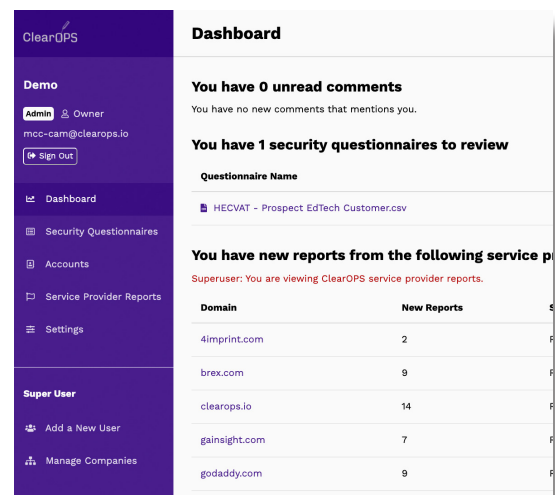 ClearOPS
Dashboard
Demo
Admin Owner
mcc-cam@clearops.io
Sign Out
Dashboard
Security Questionnaires
Accounts
Service Provider Reports
Settings
Super User
Add a New User
Manage Companies
You have 0 unread comments
You have no new comments that mentions you.
You have 1 security questionnaires to review
Questionnaire Name
HECVAT - Prospect EdTech Customer.csv
You have new reports from the following service p
Superuser: You are viewing ClearOPS service provider reports.
Domain New Reports
4imprint.com 2
brex.com 9
clearops.io 14
gainsight.com 7
godaddy.com 9